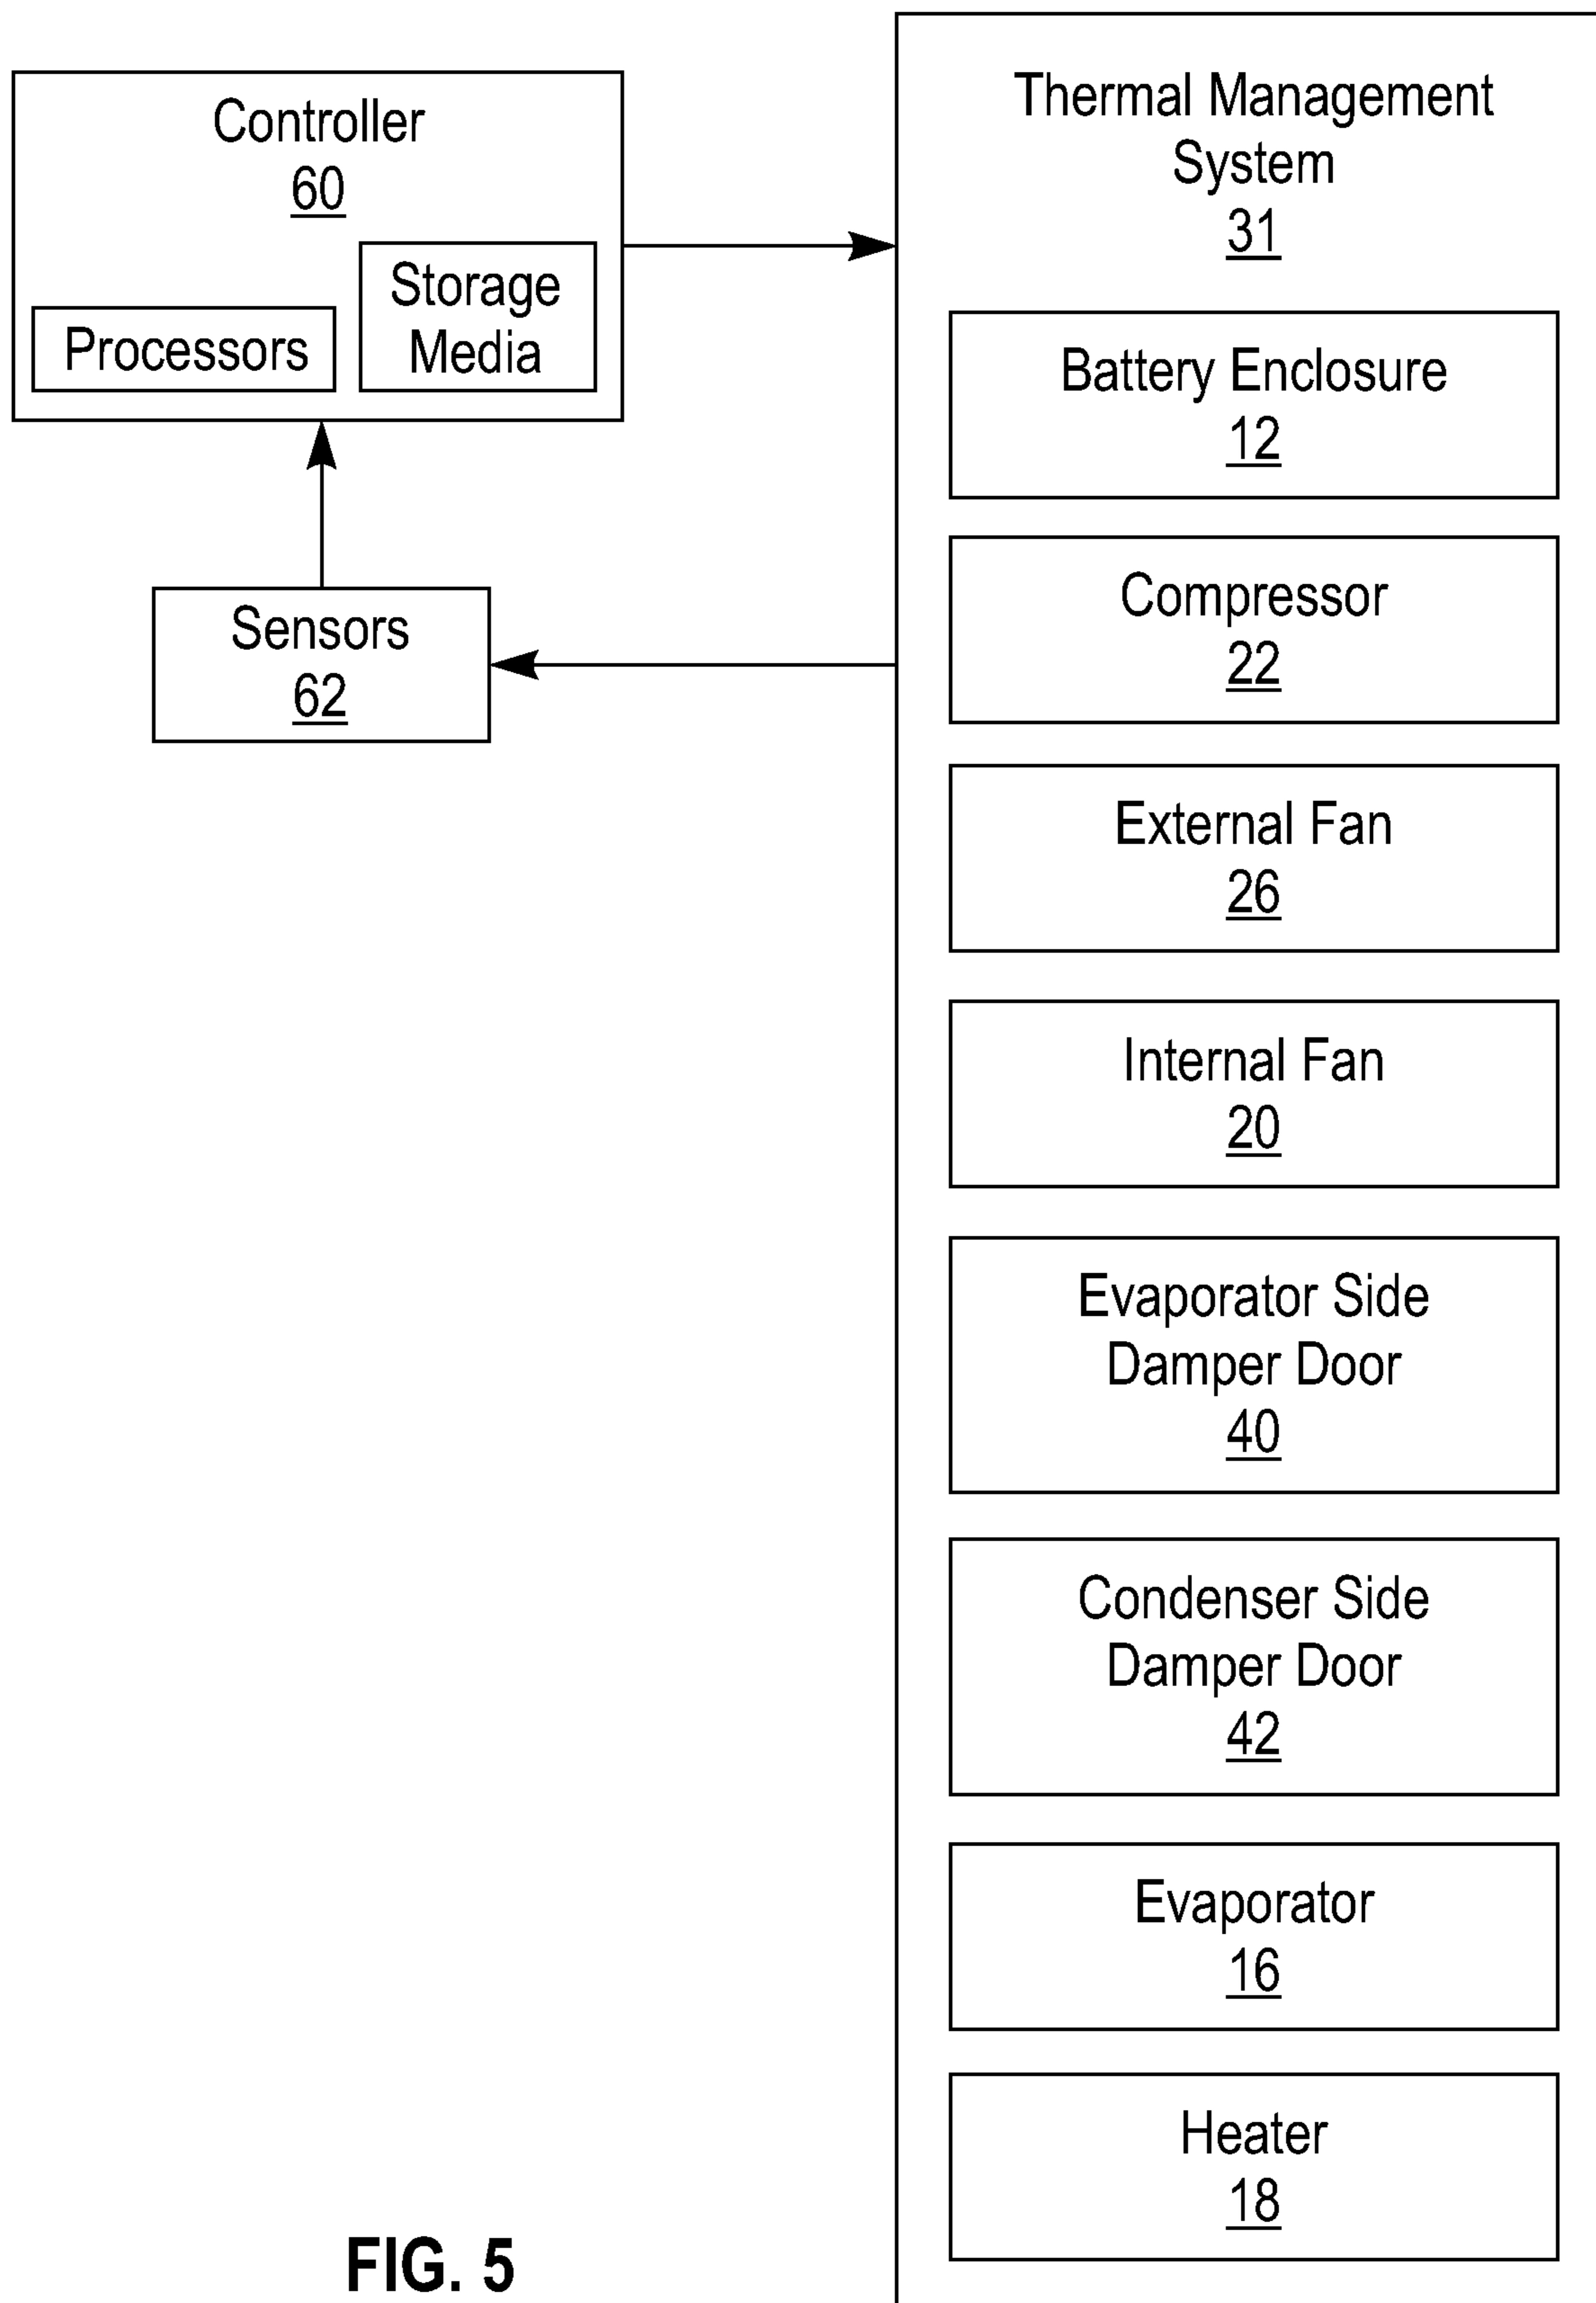 Controller
60
Processors
Storage
Media
Sensors
62
Thermal Management
System
31
Battery Enclosure
12
Compressor
22
External Fan
26
Internal Fan
20
Evaporator Side
Damper Door
40
Condenser Side
Damper Door
42
Evaporator
16
Heater
18
FIG. 5